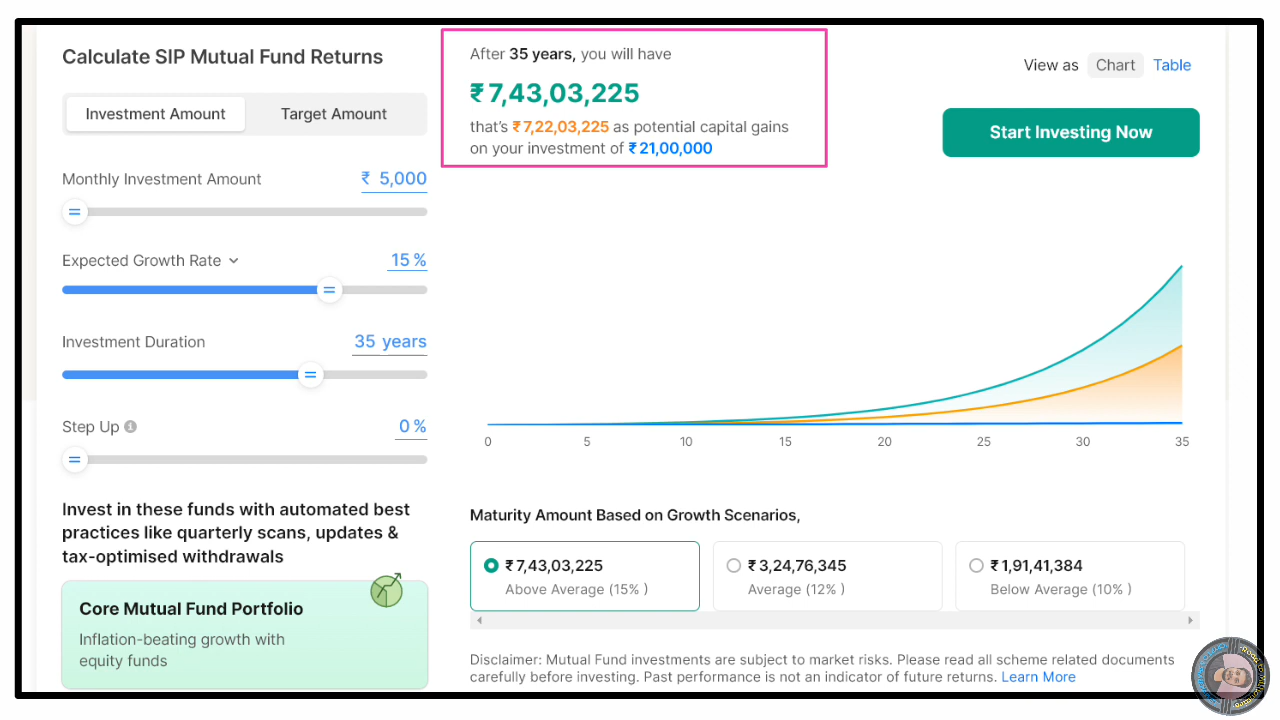 Calculate SIP Mutual Fund Returns
Investment Amount
Target Amount
Monthly Investment Amount
₹ 5,000
Expected Growth Rate
15 %
Investment Duration
35 years
Step Up
0 %
Invest in these funds with automated best
practices like quarterly scans, updates &
tax-optimised withdrawals
Core Mutual Fund Portfolio
Inflation-beating growth with
equity funds
After 35 years, you will have
₹ 7,43,03,225
that's ₹ 7,22,03,225 as potential capital gains
on your investment of ₹ 21,00,000
View as Chart Table
Start Investing Now
0 5 10 15 20 25 30 35
Maturity Amount Based on Growth Scenarios,
₹ 7,43,03,225
Above Average (15% )
₹ 3,24,76,345
Average (12% )
₹ 1,91,41,384
Below Average (10% )
Disclaimer: Mutual Fund investments are subject to market risks. Please read all scheme related documents
carefully before investing. Past performance is not an indicator of future returns. Learn More